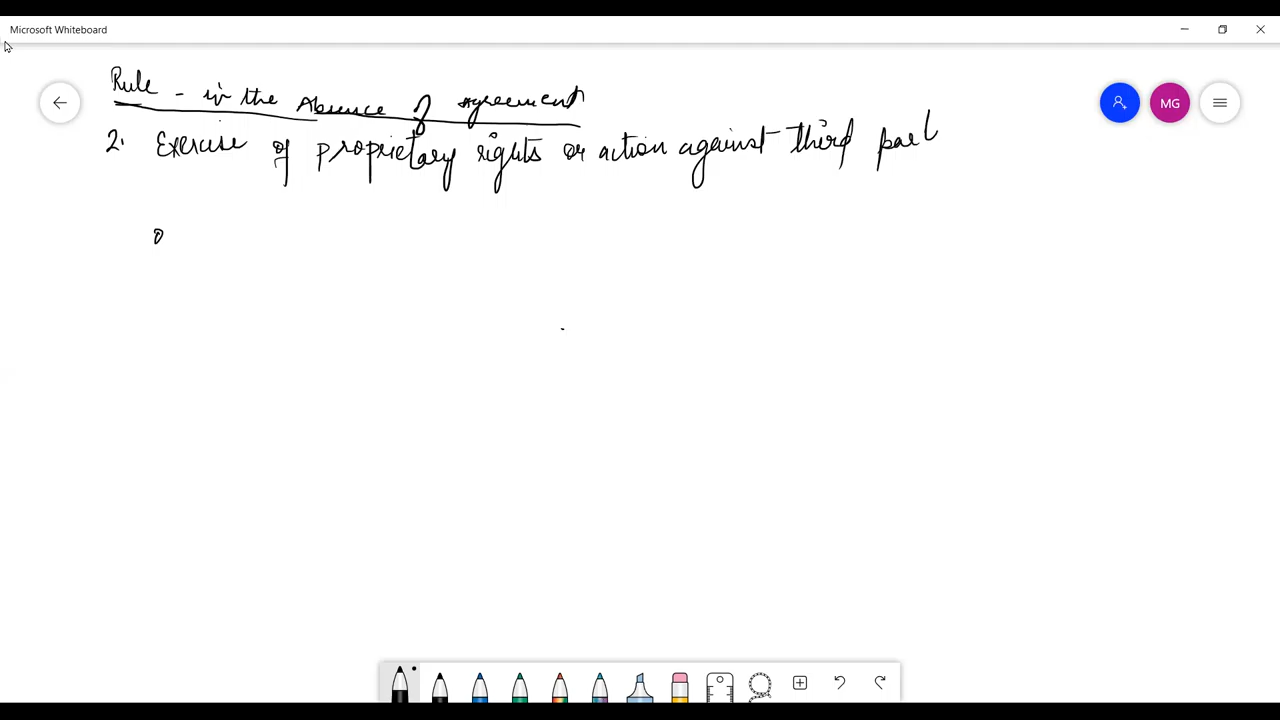 Microsoft Whiteboard
Rule - in the Absence of Agreement
MG
2. Exercise of proprietary rights or action against third part